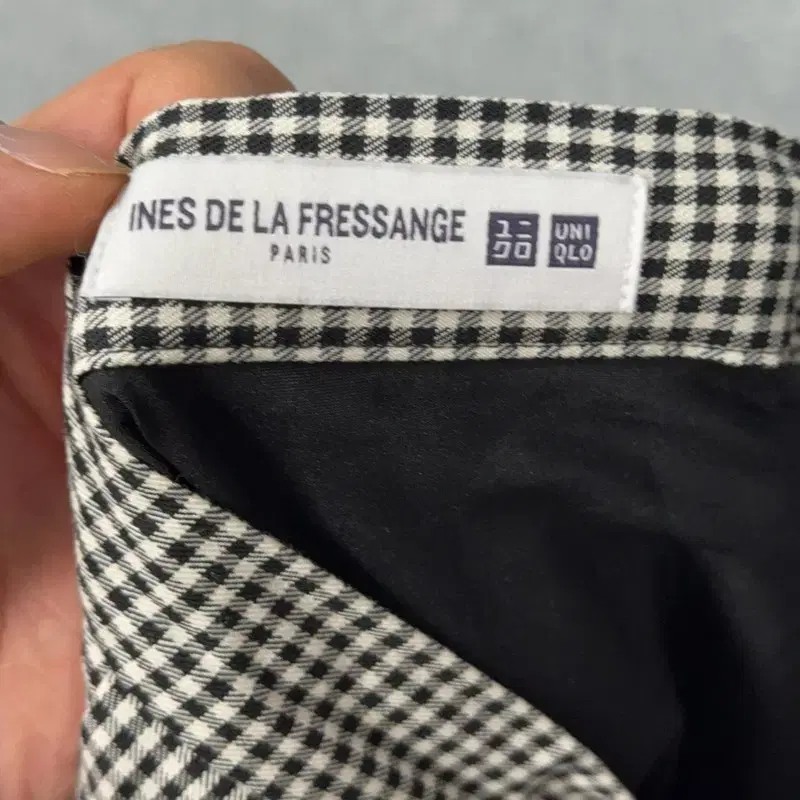 INES DE LA FRESSANGE
PARIS
ユニ
クロ
UNI
QLO